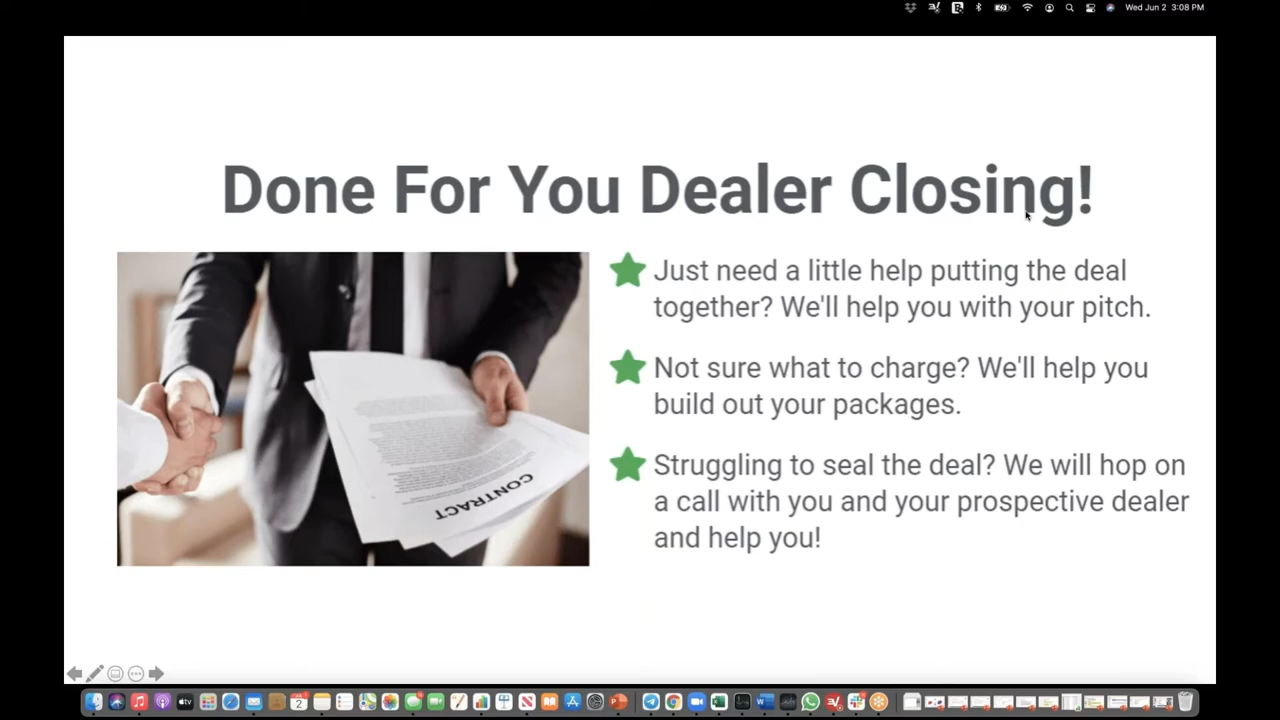 Wed Jun 2 3:08 PM
Done For You Dealer Closing!
Just need a little help putting the deal
together? We'll help you with your pitch.
Not sure what to charge? We'll help you
build out your packages.
Struggling to seal the deal? We will hop on
a call with you and your prospective dealer
and help you!
CONTRACT